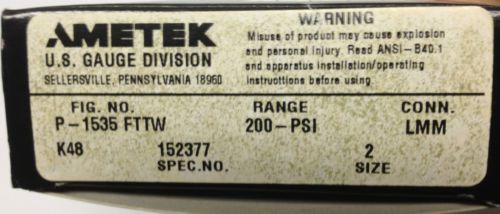 AMETEK
U.S. GAUGE DIVISION
SELLERSVILLE, PENNSYLVANIA 18960
WARNING
Misuse of product may cause explosion
and personal injury. Read ANSI-B40.1
and apparatus installation/operating
instructions before using.
FIG. NO. RANGE CONN.
P-1535 FTTW 200-PSI LMM
K48 152377 2
SPEC.NO. SIZE